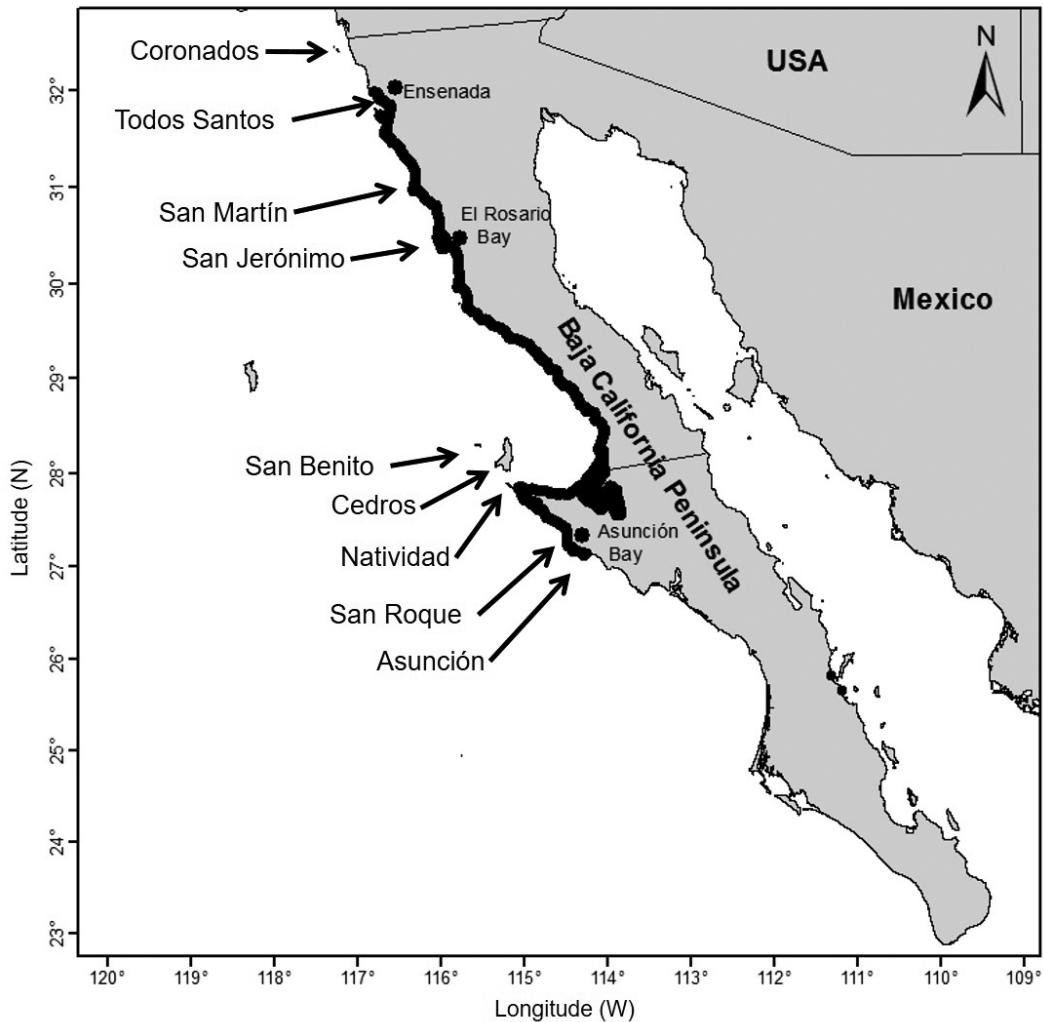 Coronados
USA
N
32°
Ensenada
Todos Santos
31°
San Martín
El Rosario
Bay
San Jerónimo
30°
Mexico
Baja California Peninsula
29°
San Benito
28°
Cedros
Latitude (N)
Natividad
Asunción
Bay
27°
San Roque
Asunción
26°
25°
24°
23°
120°
119°
118°
117°
116°
115°
114°
113°
112°
111°
110°
109°
Longitude (W)